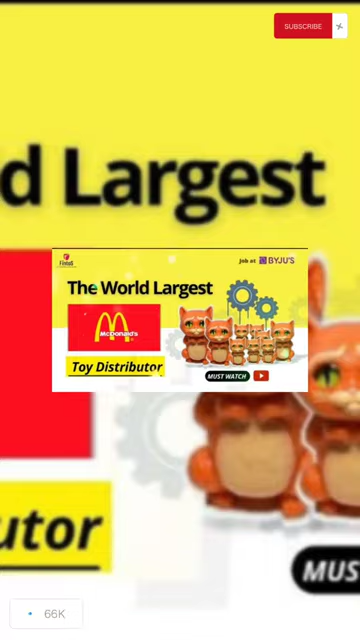 SUBSCRIBE
d Largest
Job at BYJU'S
The World Largest
McDonald's
Toy Distributor
MUST WATCH
utor
MUS
66K